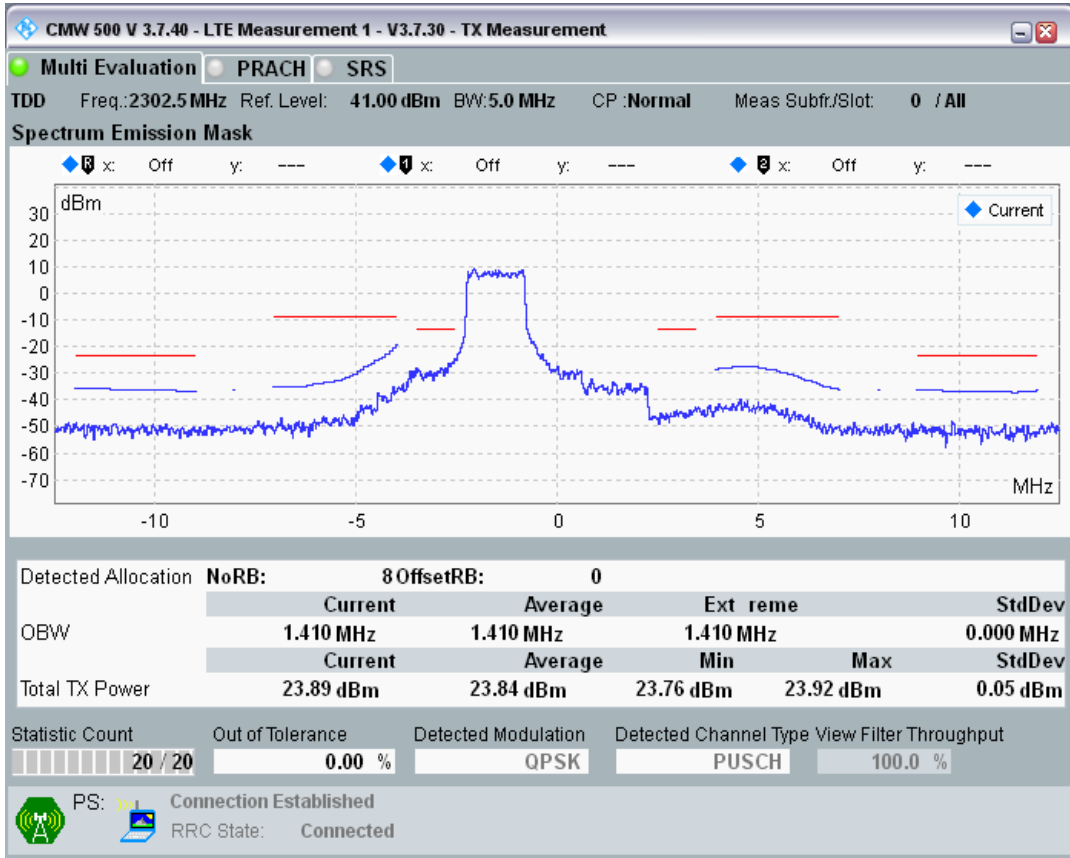 CMW 500 V 3.7.40 - LTE Measurement 1 - V3.7.30 - TX Measurement
Multi Evaluation PRACH SRS
TDD Freq.:2302.5 MHz Ref. Level: 41.00 dBm BW:5.0 MHz CP :Normal Meas Subfr./Slot: 0 / All
Spectrum Emission Mask
R x: Off y: --- 1 x: Off y: --- 2 x: Off y: ---
dBm
Current
30
20
10
0
-10
-20
-30
-40
-50
-60
-70
MHz
-10 -5 0 5 10
Detected Allocation NoRB: 8 OffsetRB: 0
Current Average Ext reme StdDev
OBW 1.410 MHz 1.410 MHz 1.410 MHz 0.000 MHz
Current Average Min Max StdDev
Total TX Power 23.89 dBm 23.84 dBm 23.76 dBm 23.92 dBm 0.05 dBm
Statistic Count Out of Tolerance Detected Modulation Detected Channel Type View Filter Throughput
20 / 20 0.00 % QPSK PUSCH 100.0 %
PS: Connection Established
RRC State: Connected